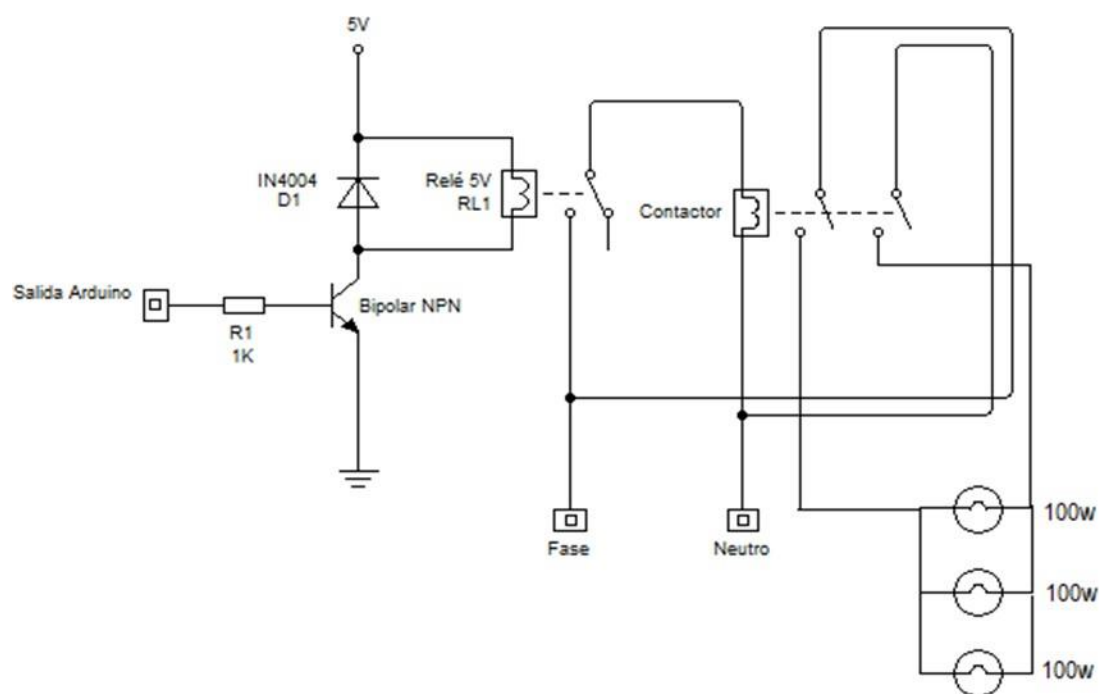 5V
IN4004
D1
Relé 5V
RL1
Contactor
Salida Arduino
R1
1K
Bipolar NPN
Fase
Neutro
100w
100w
100w